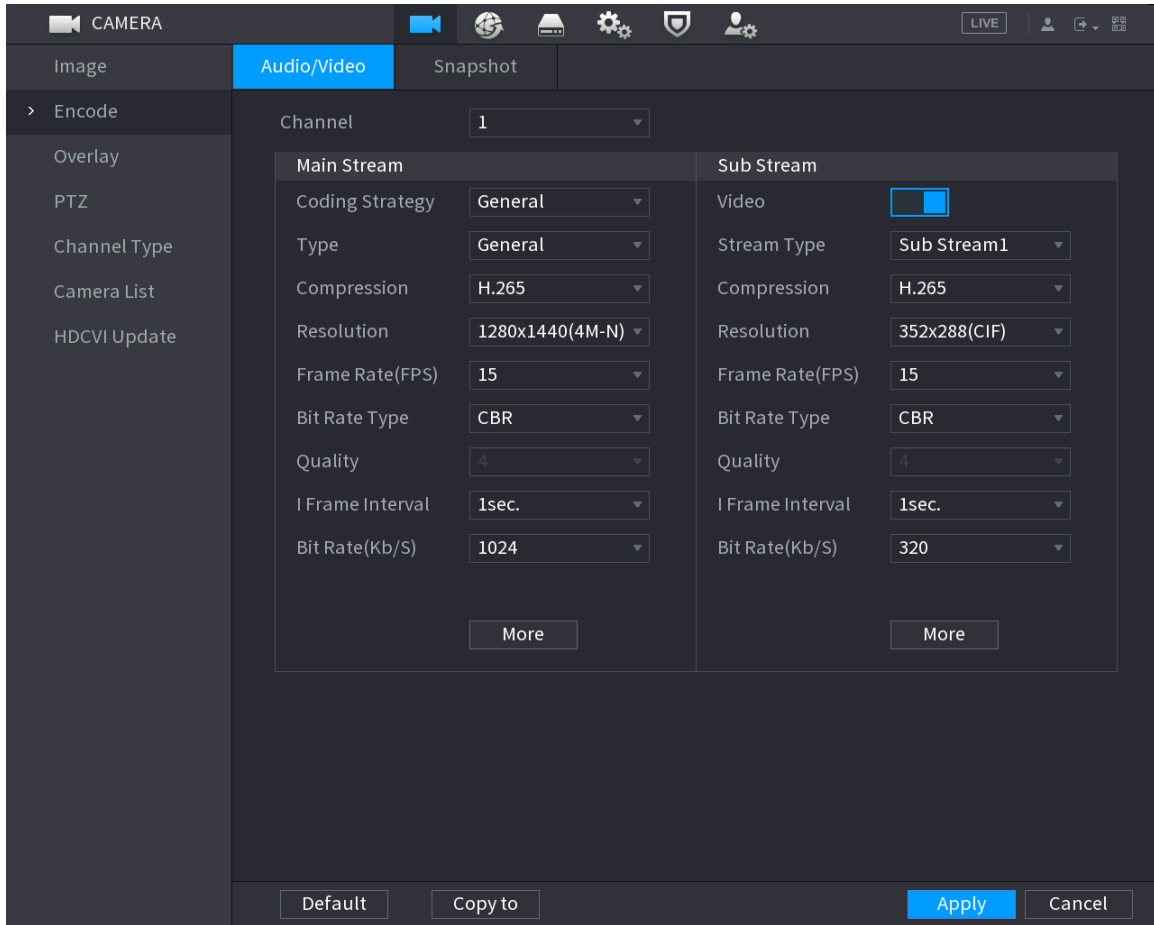 CAMERA
LIVE
Image
Encode
Overlay
PTZ
Channel Type
Camera List
HDCVI Update
Audio/Video Snapshot
Channel 1
Main Stream Sub Stream
Coding Strategy General Video
Type General Stream Type Sub Stream1
Compression H.265 Compression H.265
Resolution 1280x1440(4M-N) Resolution 352x288(CIF)
Frame Rate(FPS) 15 Frame Rate(FPS) 15
Bit Rate Type CBR Bit Rate Type CBR
Quality 4 Quality 4
I Frame Interval 1sec. I Frame Interval 1sec.
Bit Rate(Kb/S) 1024 Bit Rate(Kb/S) 320
More More
Default Copy to Apply Cancel